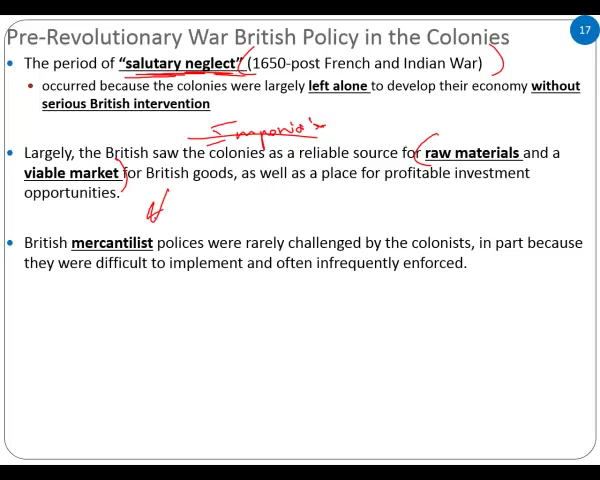 17
Pre-Revolutionary War British Policy in the Colonies
• The period of “salutary neglect” (1650-post French and Indian War)
• occurred because the colonies were largely left alone to develop their economy without
serious British intervention
• Largely, the British saw the colonies as a reliable source for raw materials and a
viable market for British goods, as well as a place for profitable investment
opportunities.
• British mercantilist polices were rarely challenged by the colonists, in part because
they were difficult to implement and often infrequently enforced.